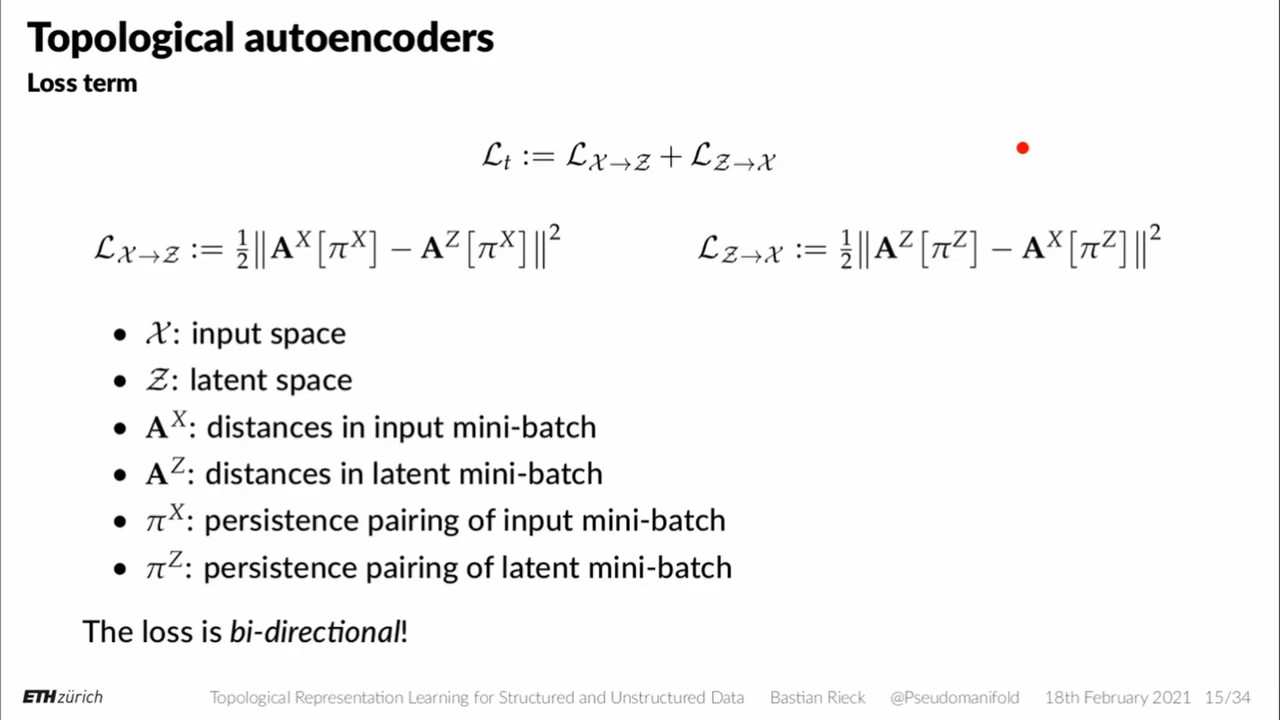 Topological autoencoders
Loss term
ℒₜ := ℒ_{𝒳→𝒵} + ℒ_{𝒵→𝒳}
ℒ_{𝒳→𝒵} := ½‖𝐀^X[π^X] − 𝐀^Z[π^X]‖² ℒ_{𝒵→𝒳} := ½‖𝐀^Z[π^Z] − 𝐀^X[π^Z]‖²
• 𝒳: input space
• 𝒵: latent space
• 𝐀^X: distances in input mini-batch
• 𝐀^Z: distances in latent mini-batch
• π^X: persistence pairing of input mini-batch
• π^Z: persistence pairing of latent mini-batch
The loss is bi-directional!
ETH zürich Topological Representation Learning for Structured and Unstructured Data Bastian Rieck @Pseudomanifold 18th February 2021 15/34